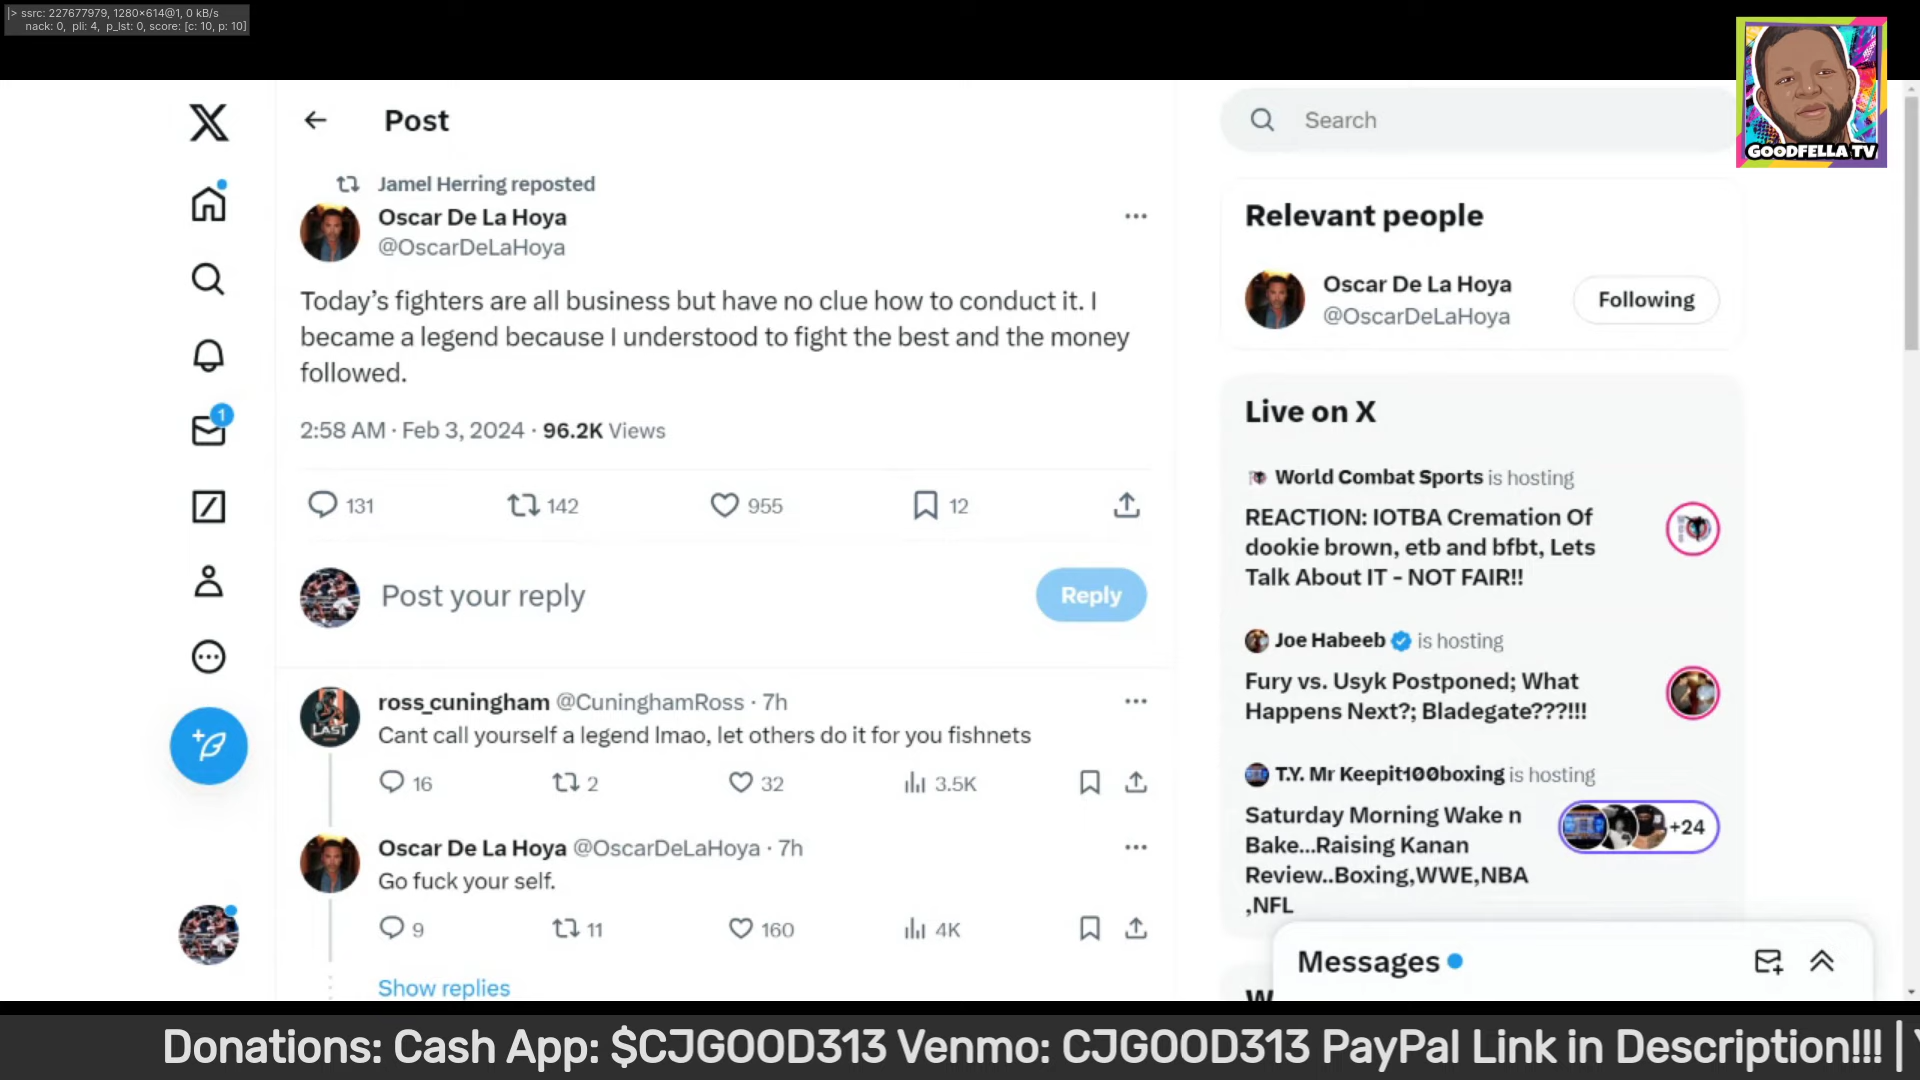 |> ssrc: 227677979, 1280×614@1, 0 kB/s
nack: 0, pli: 4, p_lst: 0, score: [c: 10, p: 10]
GOODFELLA TV
Post
Search
Jamel Herring reposted
Oscar De La Hoya
@OscarDeLaHoya
Today's fighters are all business but have no clue how to conduct it. I
became a legend because I understood to fight the best and the money
followed.
2:58 AM · Feb 3, 2024 · 96.2K Views
131 142 955 12
Post your reply
Reply
ross_cuningham @CuninghamRoss · 7h
Cant call yourself a legend lmao, let others do it for you fishnets
16 2 32 3.5K
Oscar De La Hoya @OscarDeLaHoya · 7h
Go fuck your self.
9 11 160 4K
Show replies
1
Relevant people
Oscar De La Hoya
@OscarDeLaHoya
Following
Live on X
World Combat Sports is hosting
REACTION: IOTBA Cremation Of
dookie brown, etb and bfbt, Lets
Talk About IT - NOT FAIR!!
Joe Habeeb is hosting
Fury vs. Usyk Postponed; What
Happens Next?; Bladegate???!!!
T.Y. Mr Keepit100boxing is hosting
Saturday Morning Wake n
Bake...Raising Kanan
Review..Boxing,WWE,NBA
,NFL
+24
Messages
LAST
Donations: Cash App: $CJGOOD313 Venmo: CJGOOD313 PayPal Link in Description!!! |